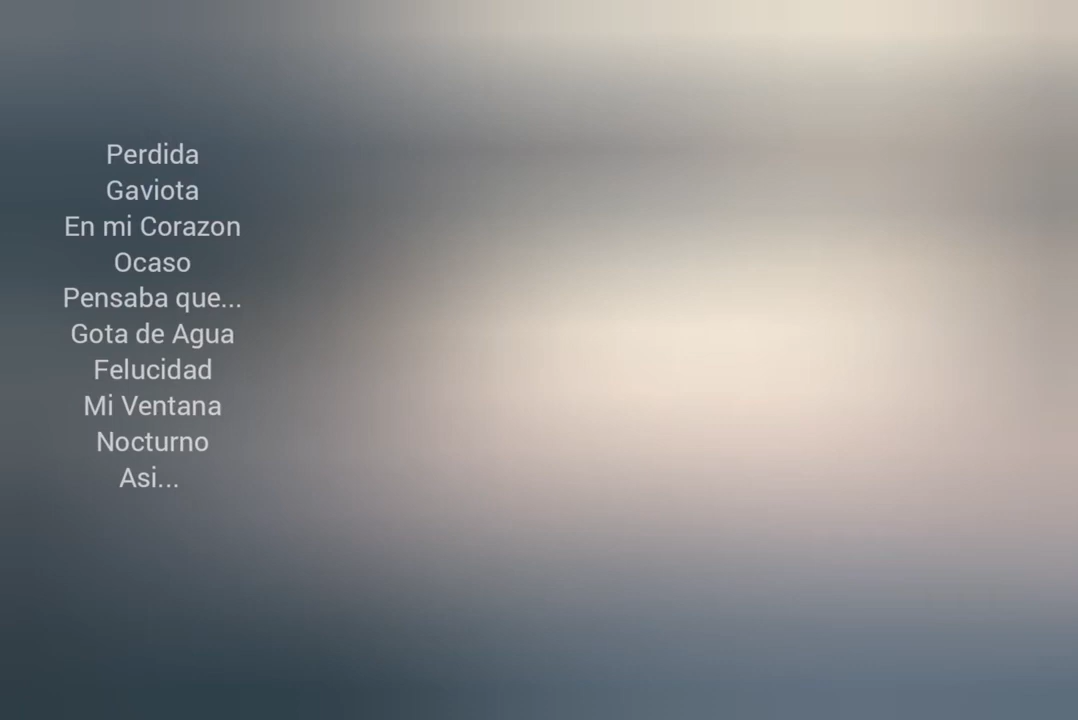 Perdida
Gaviota
En mi Corazon
Ocaso
Pensaba que...
Gota de Agua
Felucidad
Mi Ventana
Nocturno
Asi...